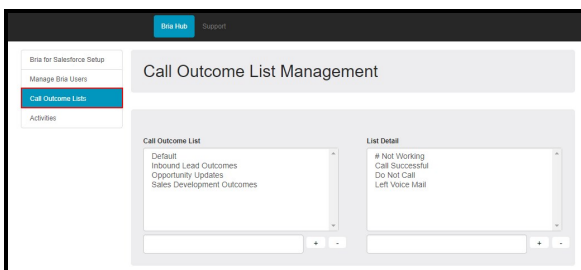 Bria Hub Support
Bria for Salesforce Setup
Manage Bria Users
Call Outcome Lists
Activities
Call Outcome List Management
Call Outcome List
Default
Inbound Lead Outcomes
Opportunity Updates
Sales Development Outcomes
+ -
List Detail
# Not Working
Call Successful
Do Not Call
Left Voice Mail
+ -